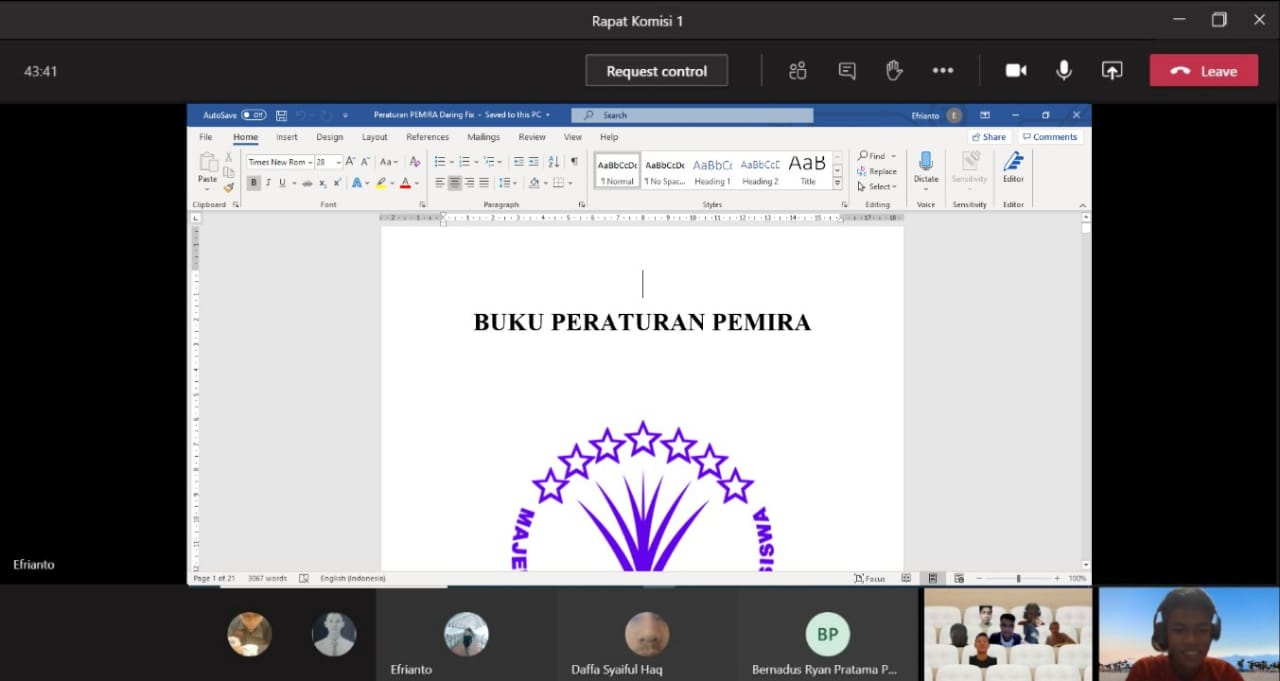 Rapat Komisi 1
43:41
Request control
Leave
AutoSave Off
Peraturan PEMIRA Daring Fix - Saved to this PC
Search
Efrianto
E
File Home Insert Design Layout References Mailings Review View Help
Share
Comments
Paste
Times New Rom
28
AaBbCcDc AaBbCcDc AaBbCc AaBbCcD AaB
¶ Normal ¶ No Spac... Heading 1 Heading 2 Title
Find
Replace
Select
Dictate
Sensitivity
Editor
Clipboard Font Paragraph Styles Editing Voice Sensitivity Editor
BUKU PERATURAN PEMIRA
MAJE
SISWA
Page 1 of 21 3067 words English (Indonesia)
Focus
100%
Efrianto
BP
Efrianto
Daffa Syaiful Haq
Bernadus Ryan Pratama P...